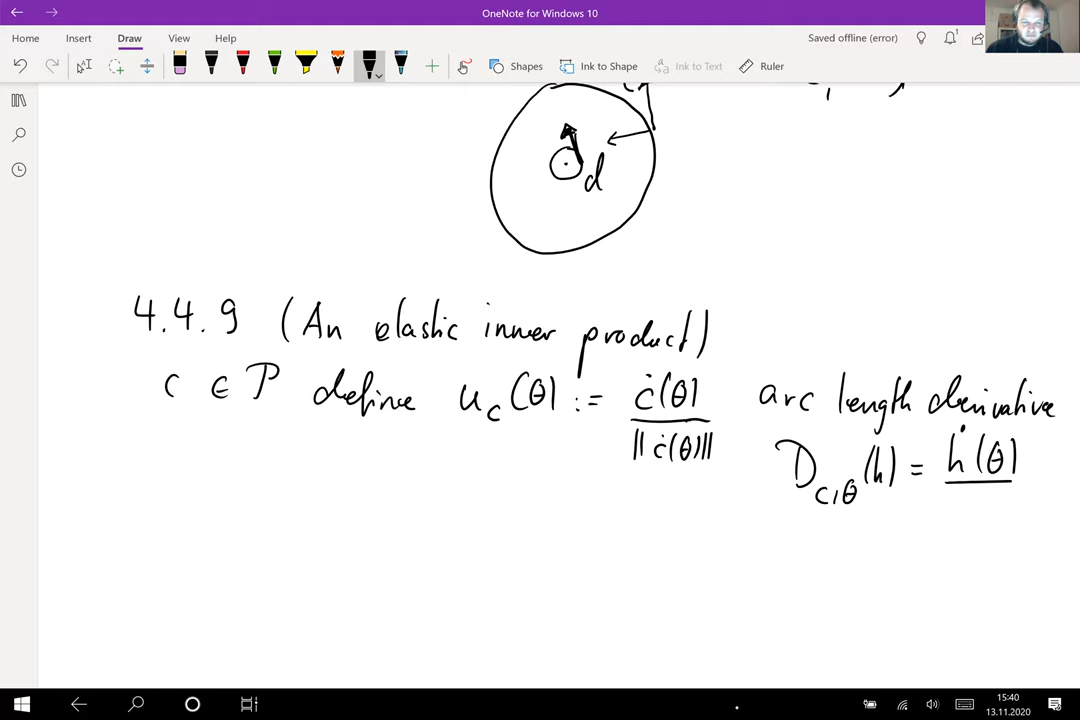 OneNote for Windows 10
Home Insert Draw View Help
Saved offline (error)
Shapes Ink to Shape Ink to Text Ruler
d
4.4.9 (An elastic inner product)
c ∈ P define u_c(θ) := ċ(θ) / ||ċ(θ)|| arc length derivative
D_{c,θ}(h) = ḣ(θ)
15:40
13.11.2020